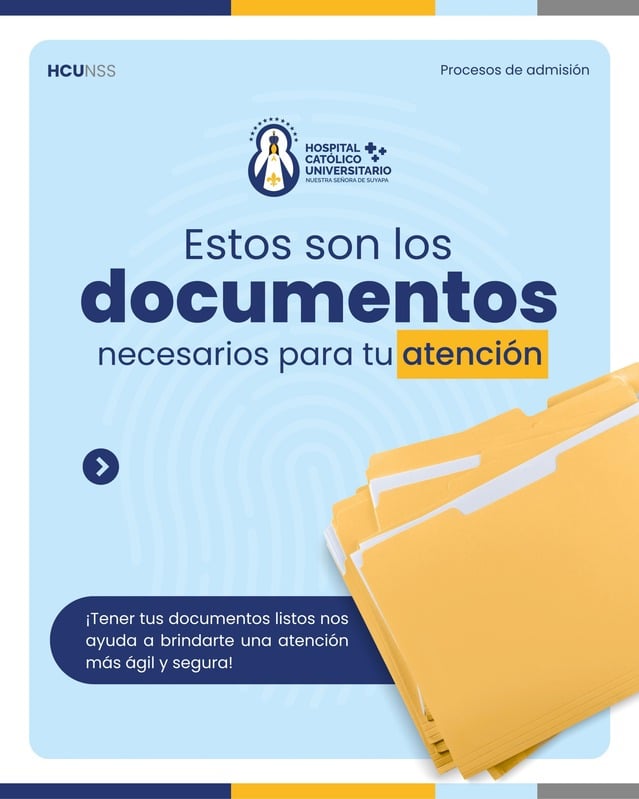 HCUNSS
Procesos de admisión
HOSPITAL
CATÓLICO
UNIVERSITARIO
NUESTRA SEÑORA DE SUYAPA
Estos son los
documentos
necesarios para tu atención
¡Tener tus documentos listos nos
ayuda a brindarte una atención
más ágil y segura!